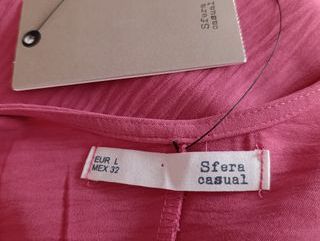 Sfera
casual
EUR L
MEX 32
Sfera
casual